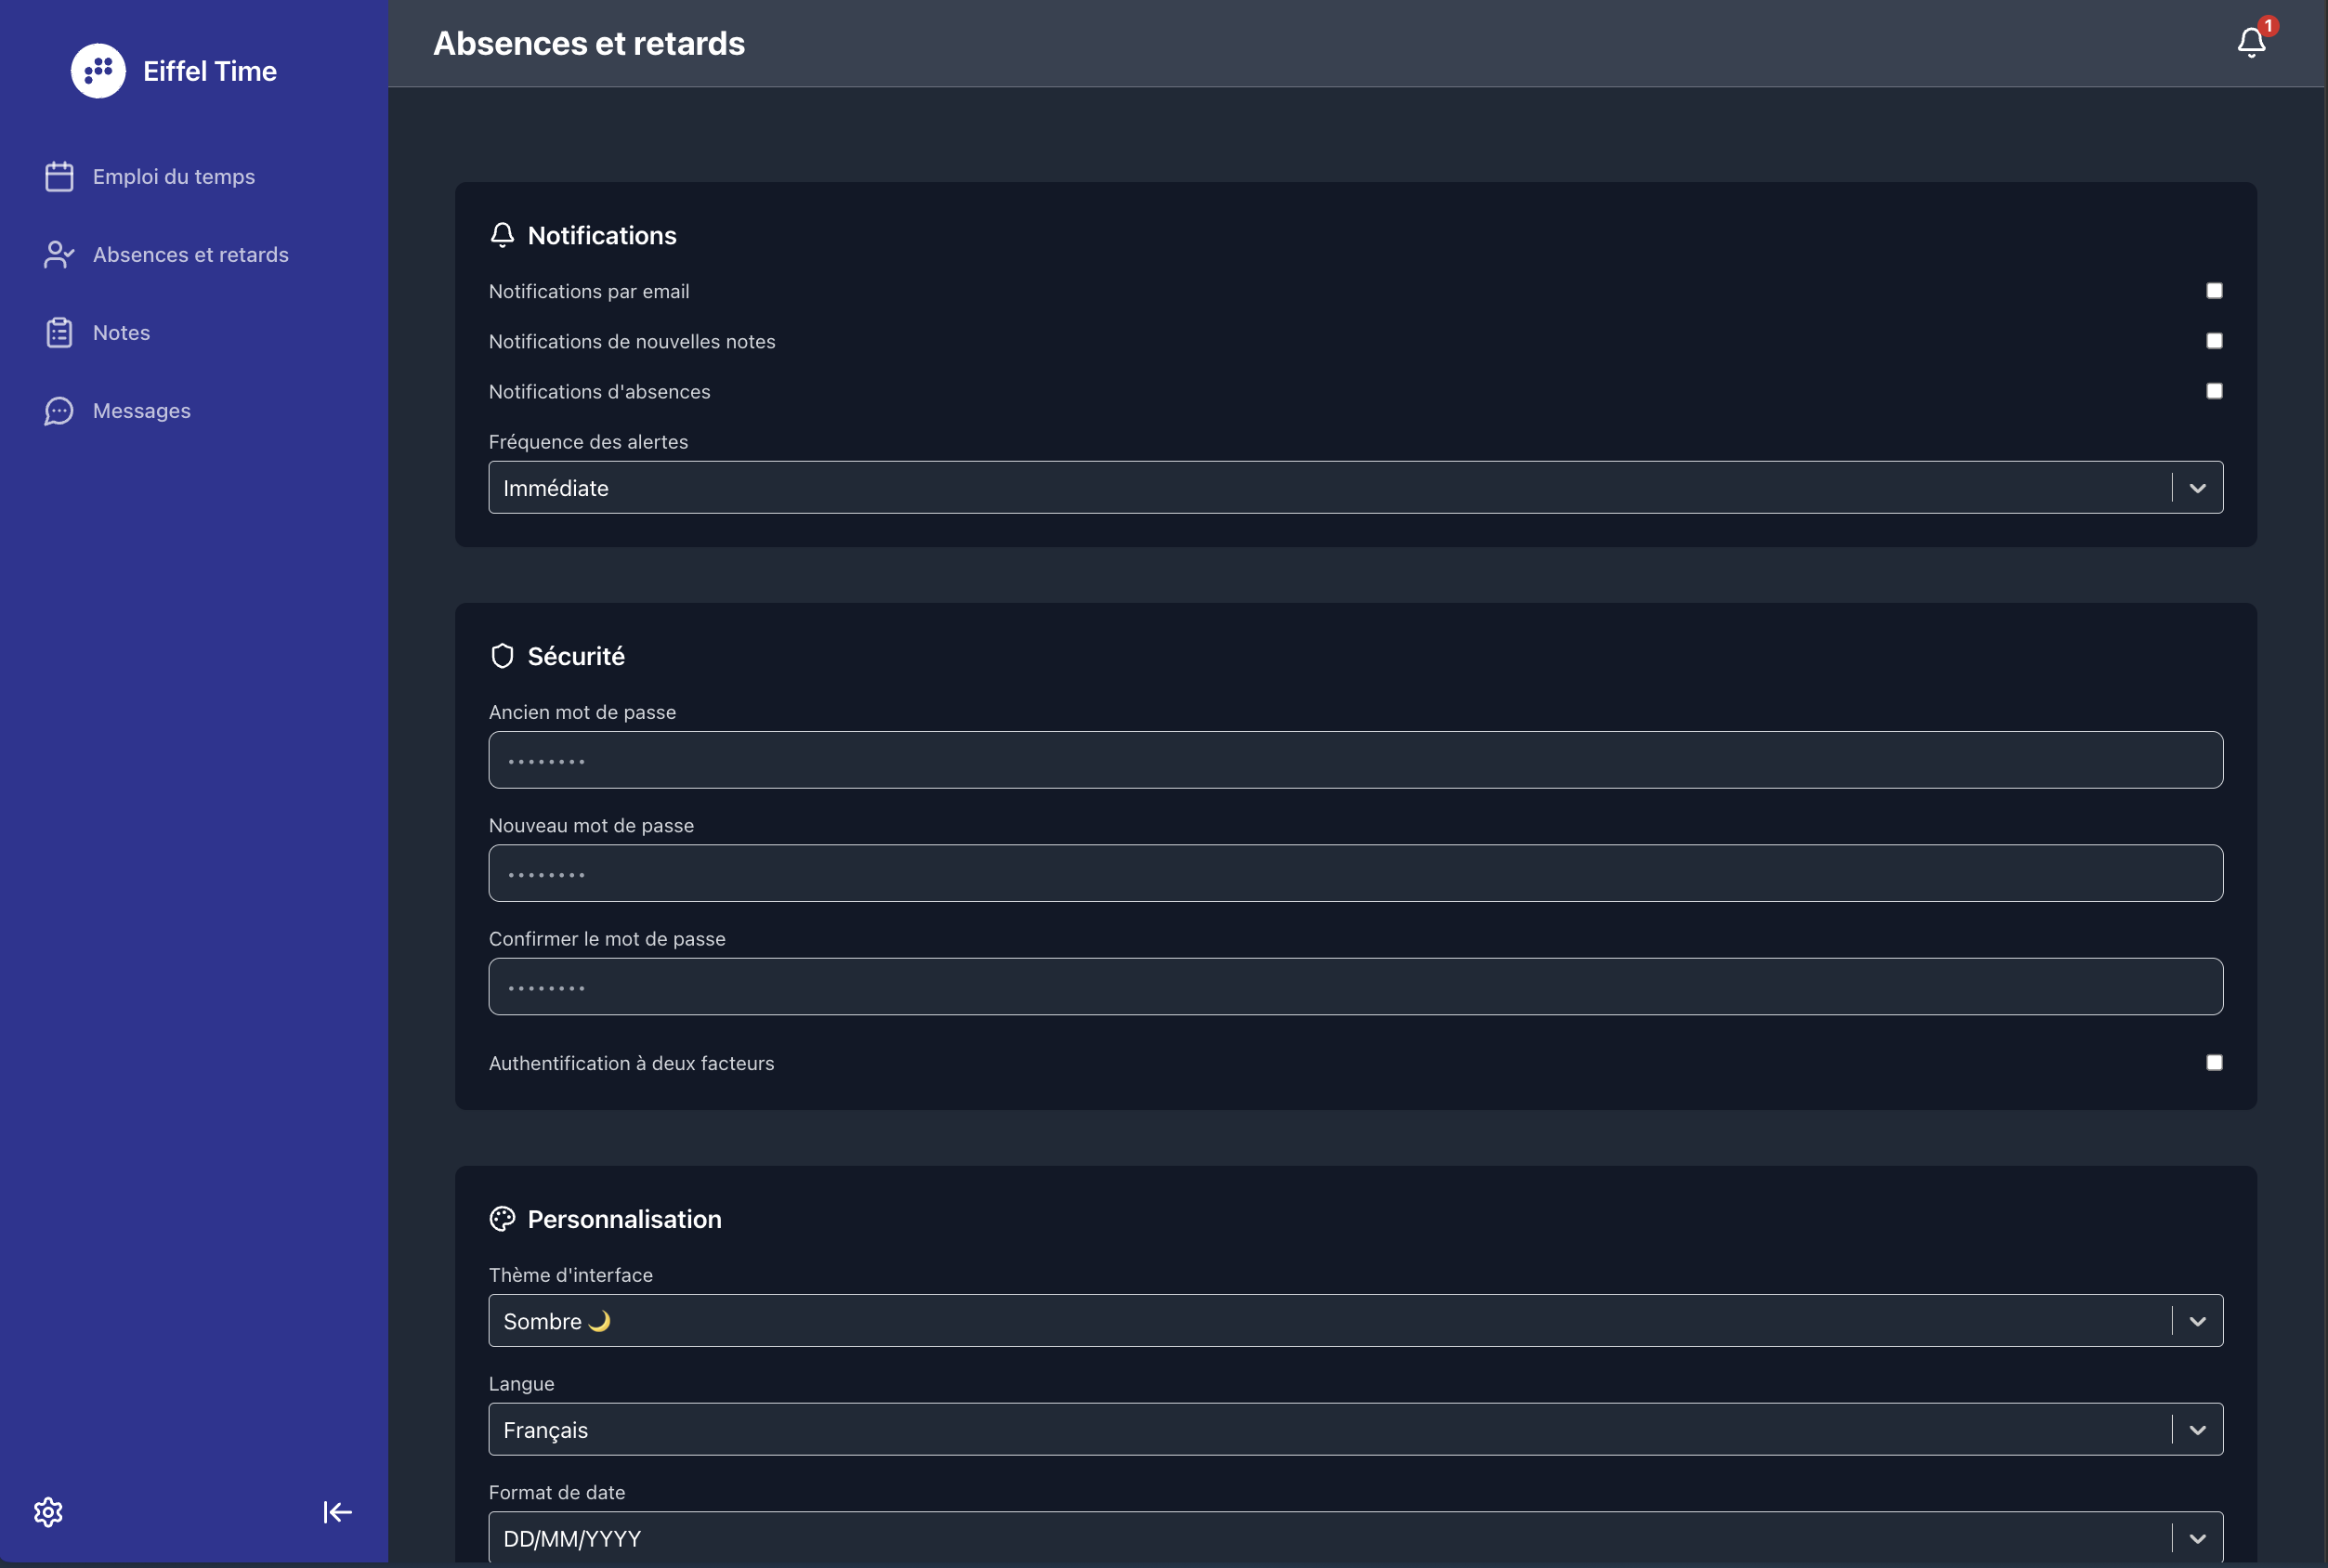 Eiffel Time
Emploi du temps
Absences et retards
Notes
Messages
Absences et retards
1
Notifications
Notifications par email
Notifications de nouvelles notes
Notifications d'absences
Fréquence des alertes
Immédiate
Sécurité
Ancien mot de passe
••••••••
Nouveau mot de passe
••••••••
Confirmer le mot de passe
••••••••
Authentification à deux facteurs
Personnalisation
Thème d'interface
Sombre 🌙
Langue
Français
Format de date
DD/MM/YYYY